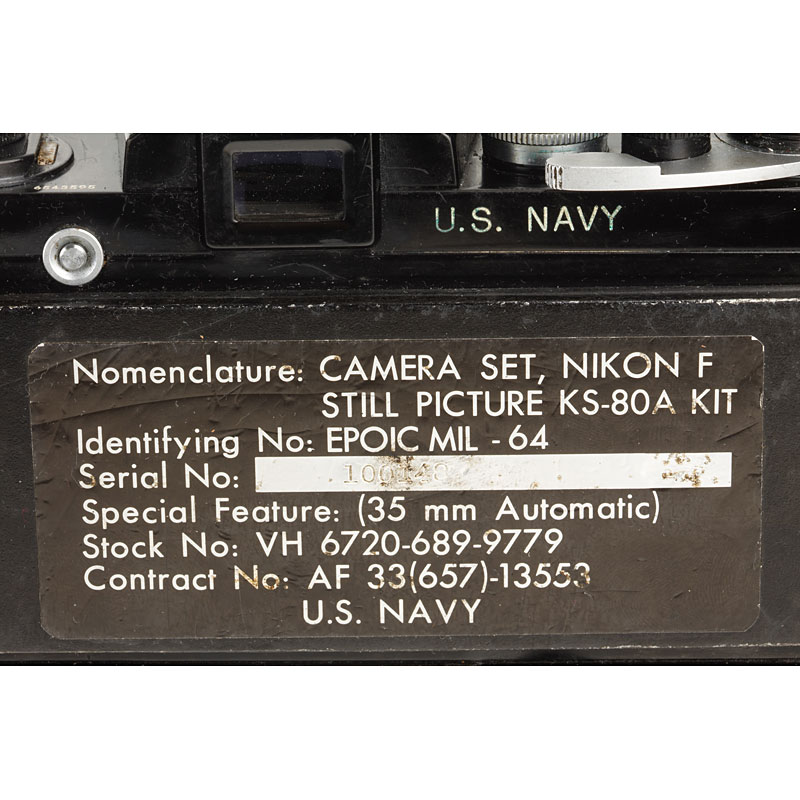 U.S. NAVY
Nomenclature: CAMERA SET, NIKON F
STILL PICTURE KS-80A KIT
Identifying No: EPOIC MIL - 64
Serial No:
Special Feature: (35 mm Automatic)
Stock No: VH 6720-689-9779
Contract No: AF 33(657)-13553
U.S. NAVY